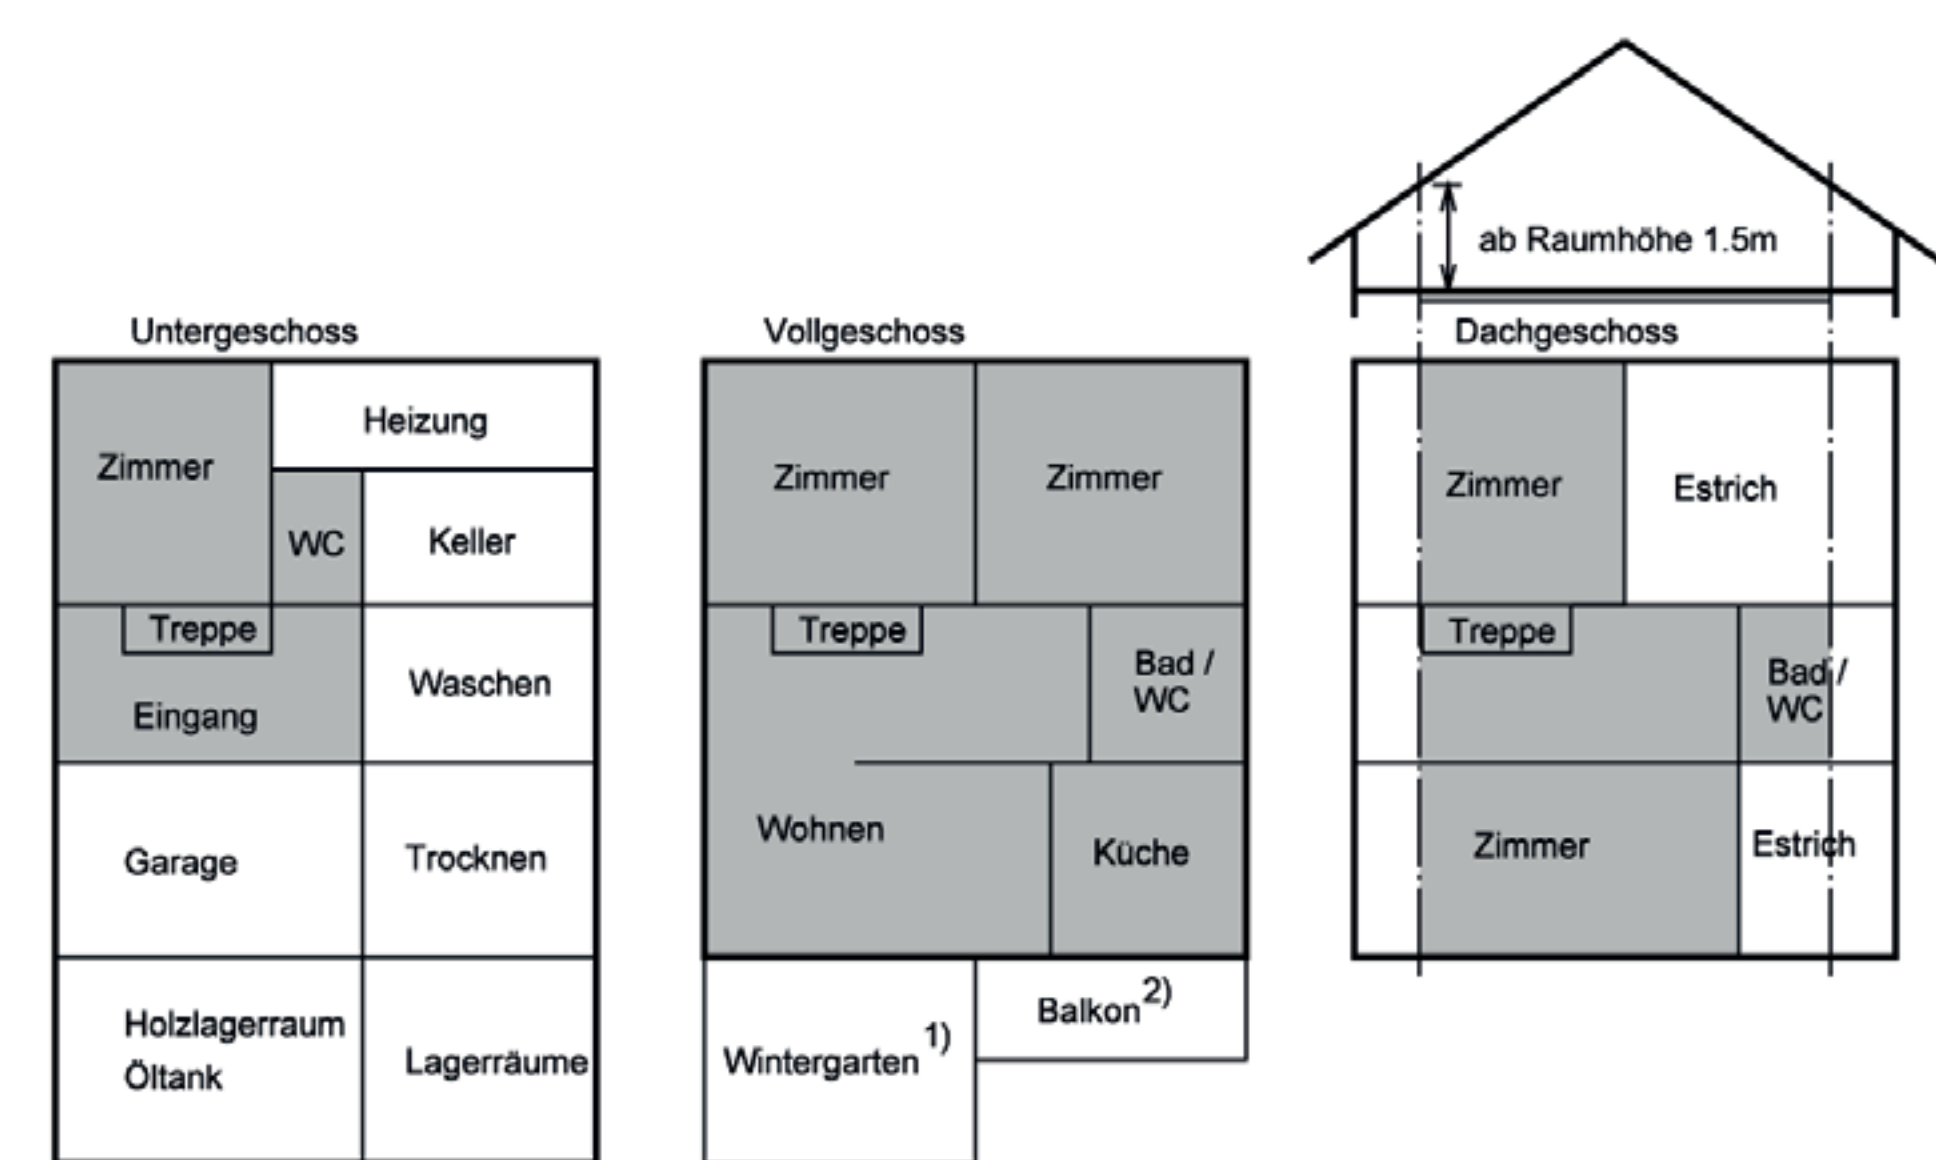 Untergeschoss
Zimmer
Heizung
WC
Keller
Treppe
Eingang
Waschen
Garage
Trocknen
Holzlagerraum
Öltank
Lagerräume
Vollgeschoss
Zimmer
Zimmer
Treppe
Bad /
WC
Wohnen
Küche
Wintergarten 1)
Balkon 2)
ab Raumhöhe 1.5m
Dachgeschoss
Zimmer
Estrich
Treppe
Bad /
WC
Zimmer
Estrich